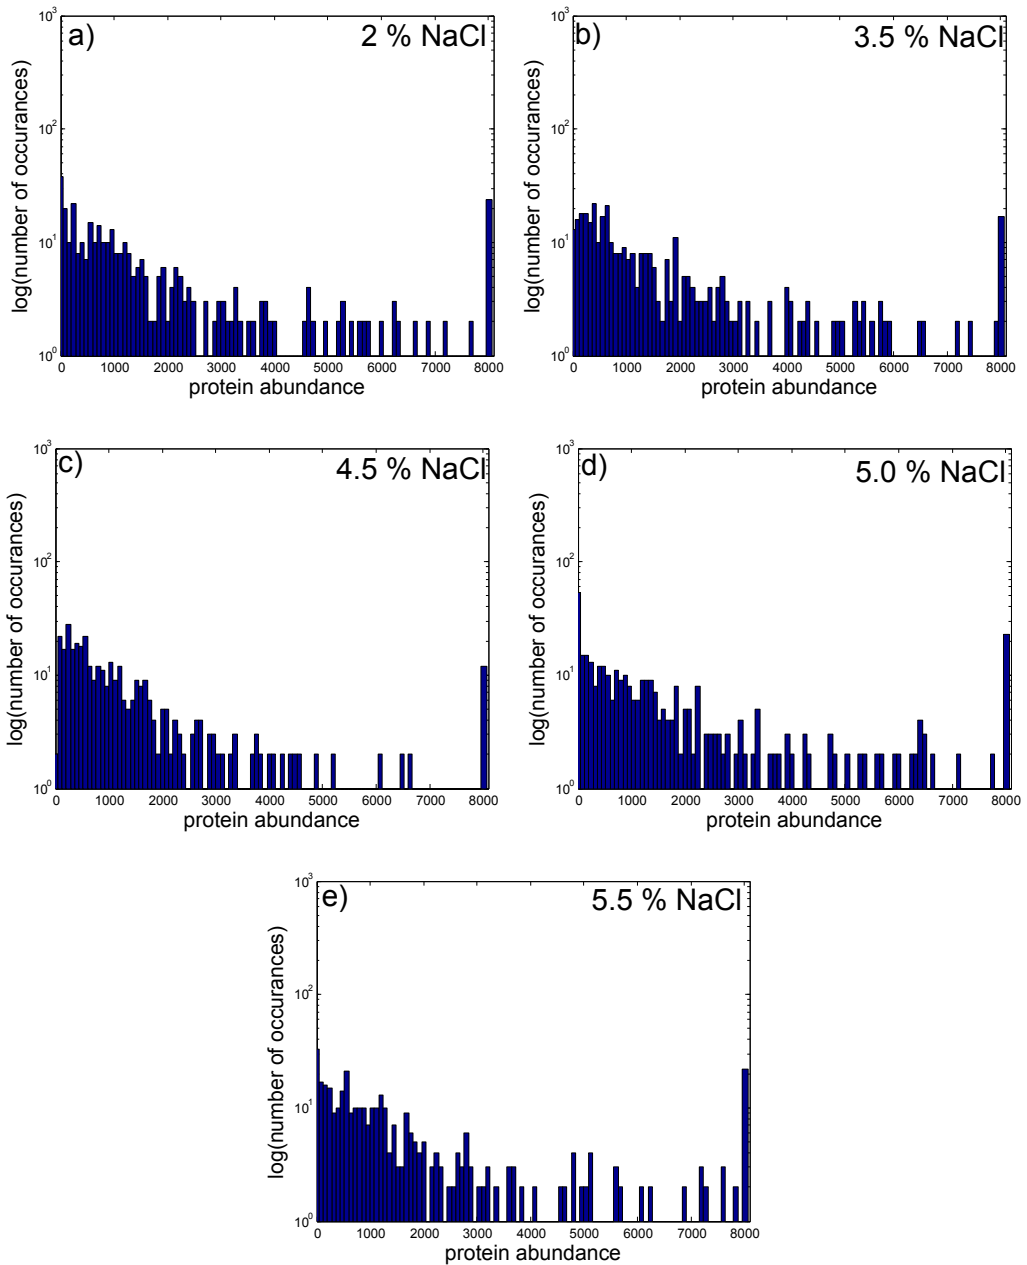 a) 2 % NaCl
10^3
10^2
10^1
10^0
log(number of occurances)
0 1000 2000 3000 4000 5000 6000 7000 8000
protein abundance
b) 3.5 % NaCl
10^3
10^2
10^1
10^0
log(number of occurances)
0 1000 2000 3000 4000 5000 6000 7000 8000
protein abundance
c) 4.5 % NaCl
10^3
10^2
10^1
10^0
log(number of occurances)
0 1000 2000 3000 4000 5000 6000 7000 8000
protein abundance
d) 5.0 % NaCl
10^3
10^2
10^1
10^0
log(number of occurances)
0 1000 2000 3000 4000 5000 6000 7000 8000
protein abundance
e) 5.5 % NaCl
10^3
10^2
10^1
10^0
log(number of occurances)
0 1000 2000 3000 4000 5000 6000 7000 8000
protein abundance